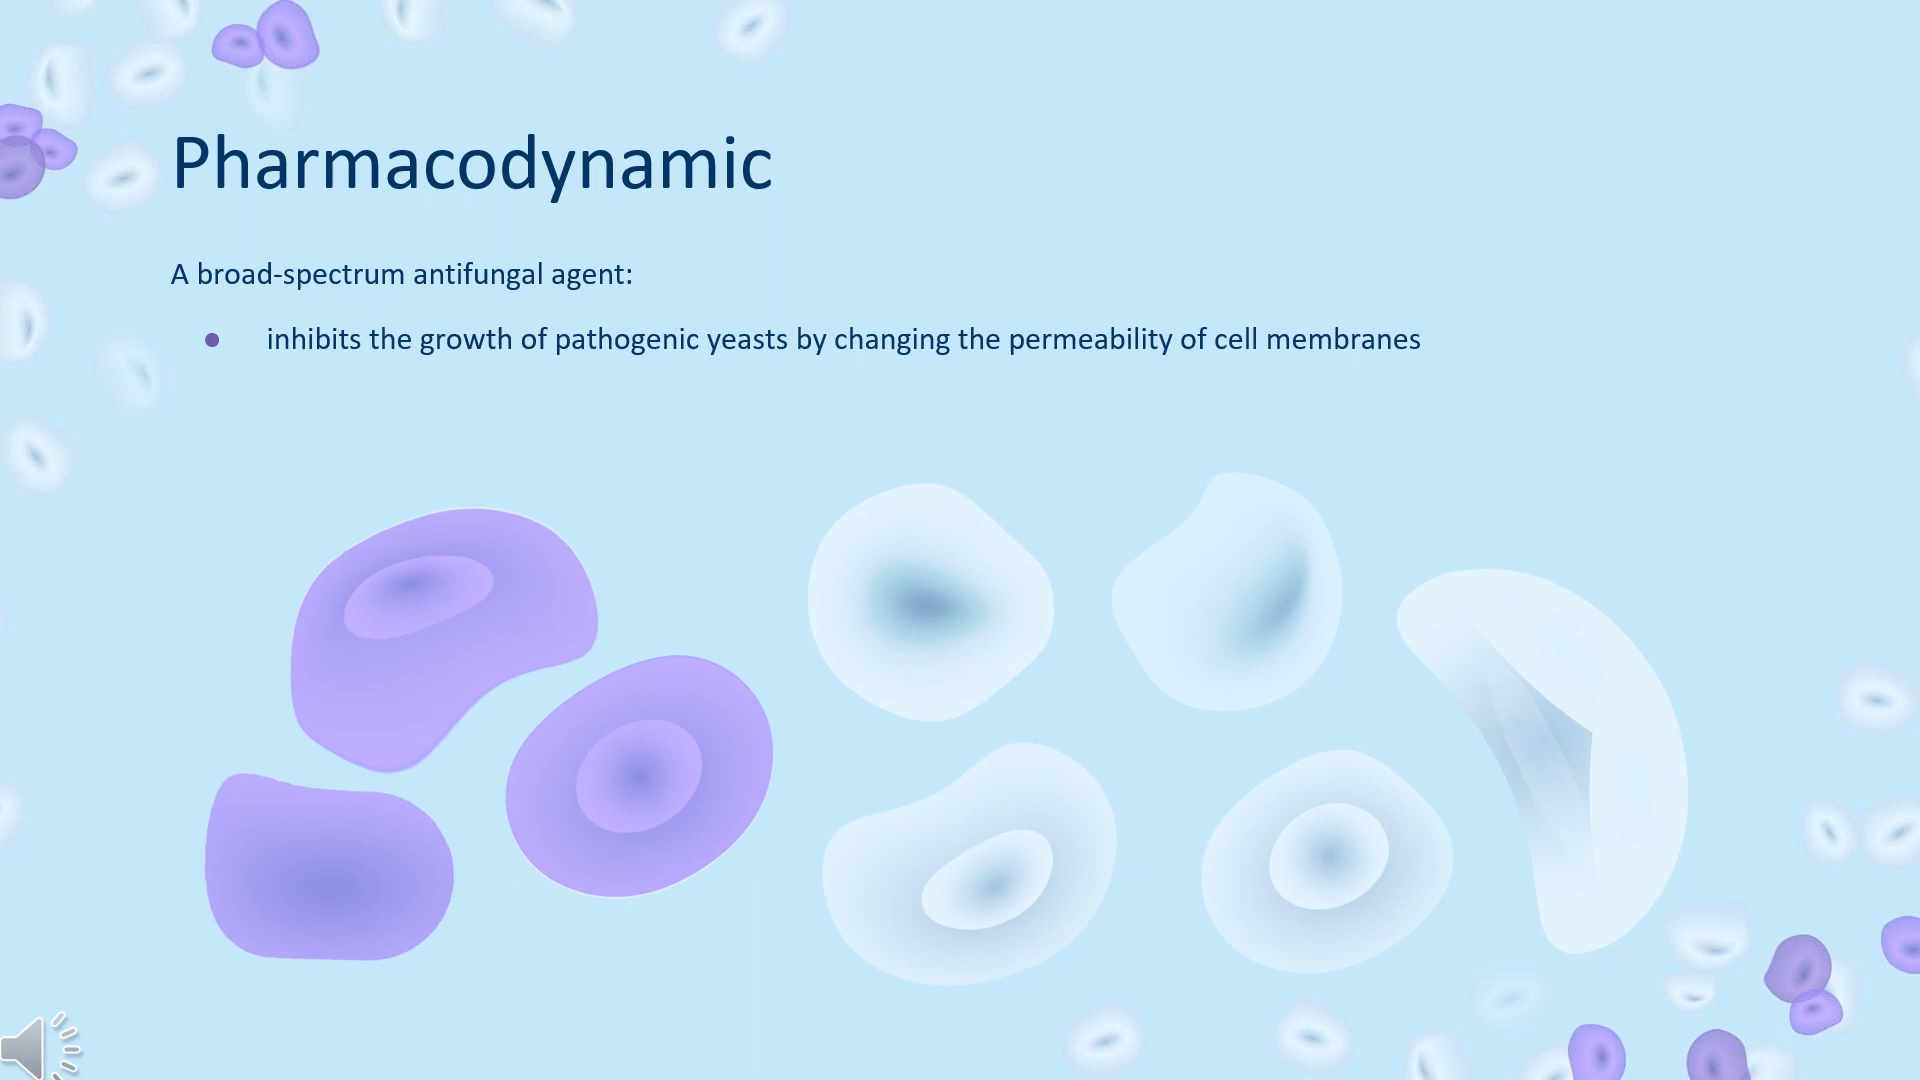 Pharmacodynamic
A broad-spectrum antifungal agent:
● inhibits the growth of pathogenic yeasts by changing the permeability of cell membranes